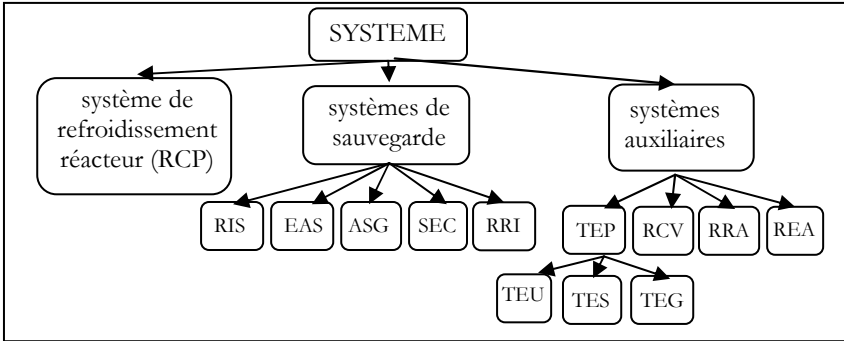 SYSTEME
système de
refroidissement
réacteur (RCP)
systèmes de
sauvegarde
systèmes
auxiliaires
RIS
EAS
ASG
SEC
RRI
TEP
RCV
RRA
REA
TEU
TES
TEG